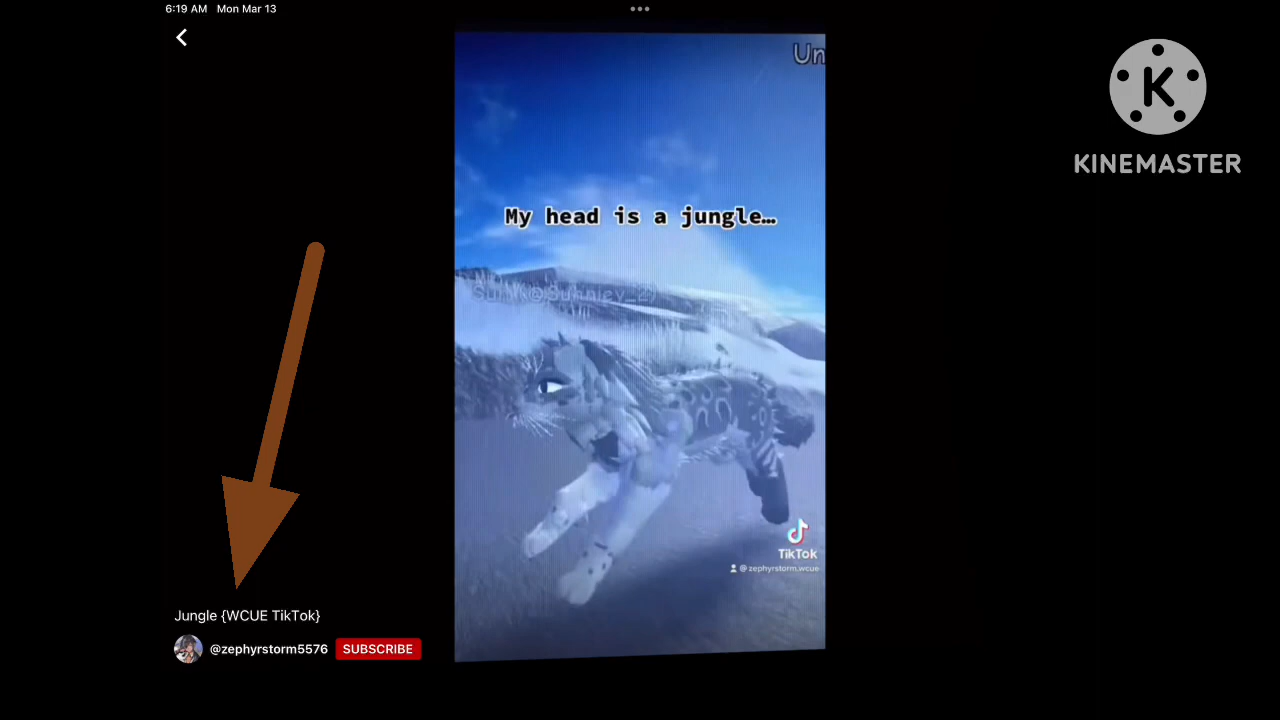 6:19 AM Mon Mar 13
Un
KINEMASTER
My head is a jungle…
TikTok
@zephyrstorm.wcue
Jungle {WCUE TikTok}
@zephyrstorm5576 SUBSCRIBE